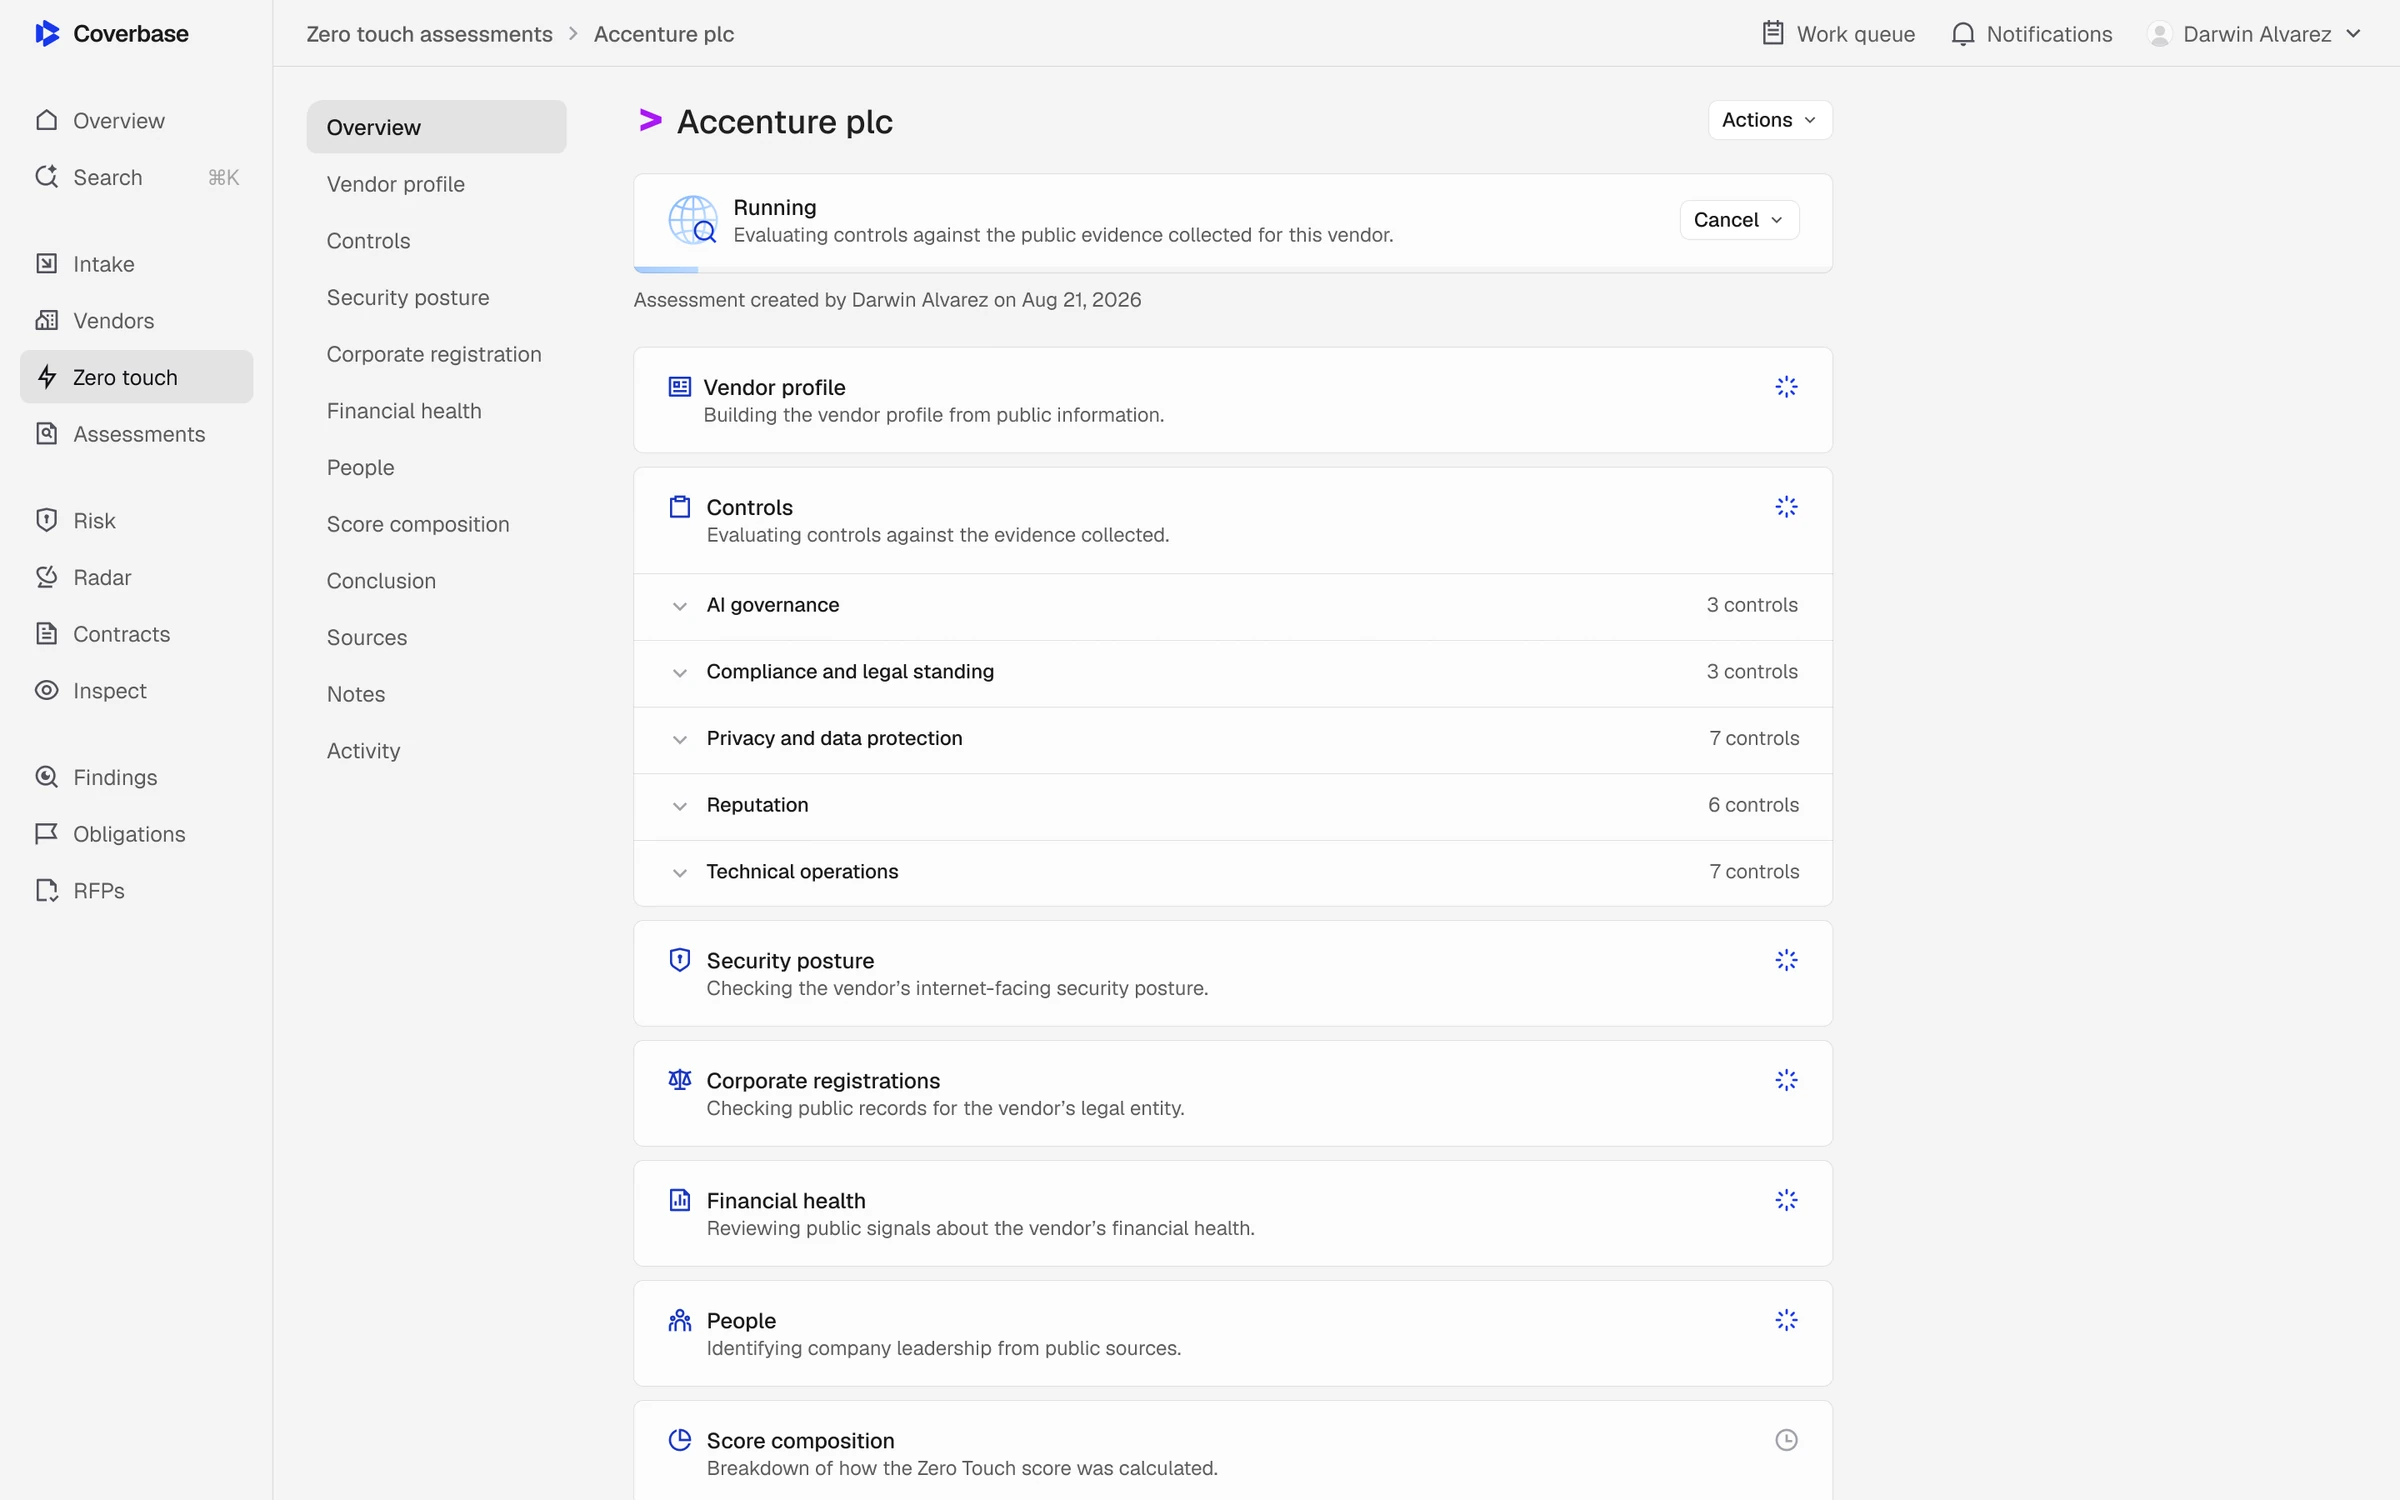 Coverbase
Zero touch assessments
Accenture plc
Work queue
Notifications
Darwin Alvarez
Overview
Search
⌘K
Intake
Vendors
Zero touch
Assessments
Risk
Radar
Contracts
Inspect
Findings
Obligations
RFPs
Overview
Vendor profile
Controls
Security posture
Corporate registration
Financial health
People
Score composition
Conclusion
Sources
Notes
Activity
Accenture plc
Actions
Running
Evaluating controls against the public evidence collected for this vendor.
Cancel
Assessment created by Darwin Alvarez on Aug 21, 2026
Vendor profile
Building the vendor profile from public information.
Controls
Evaluating controls against the evidence collected.
AI governance
3 controls
Compliance and legal standing
3 controls
Privacy and data protection
7 controls
Reputation
6 controls
Technical operations
7 controls
Security posture
Checking the vendor’s internet-facing security posture.
Corporate registrations
Checking public records for the vendor’s legal entity.
Financial health
Reviewing public signals about the vendor’s financial health.
People
Identifying company leadership from public sources.
Score composition
Breakdown of how the Zero Touch score was calculated.